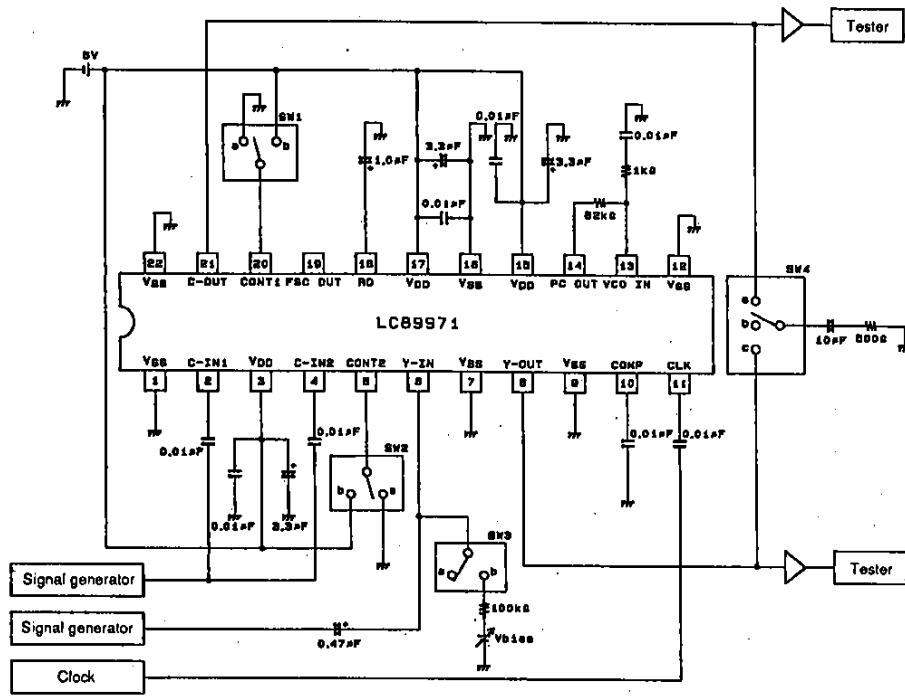 Tester
5V
SW1
a
b
1.0µF
3.3µF
0.01µF
0.01µF
3.3µF
0.01µF
1kΩ
82kΩ
22 21 20 19 18 17 16 15 14 13 12
VSS C-OUT CONT1 FSC OUT RO VDD VSS VDD PC OUT VCO IN VSS
LC89971
SW4
a
b
c
10µF
VSS C-IN1 VDD C-IN2 CONT2 Y-IN VSS Y-OUT VSS COMP CLK
1 2 3 4 5 6 7 8 9 10 11
0.01µF
0.01µF
0.01µF
0.01µF
SW2
b
a
0.01µF
3.3µF
SW3
a
b
Signal generator
100kΩ
Tester
Signal generator
0.47µF
Vbias
Clock